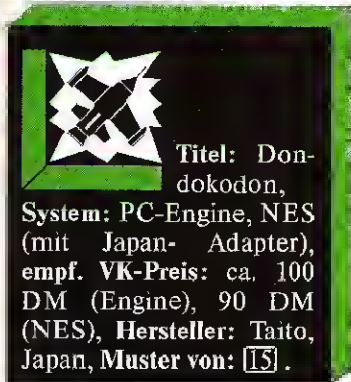 Titel: Don-
dokodon,
System: PC-Engine, NES
(mit Japan- Adapter),
empf. VK-Preis: ca. 100
DM (Engine), 90 DM
(NES), Hersteller: Taito,
Japan, Muster von: 15 .